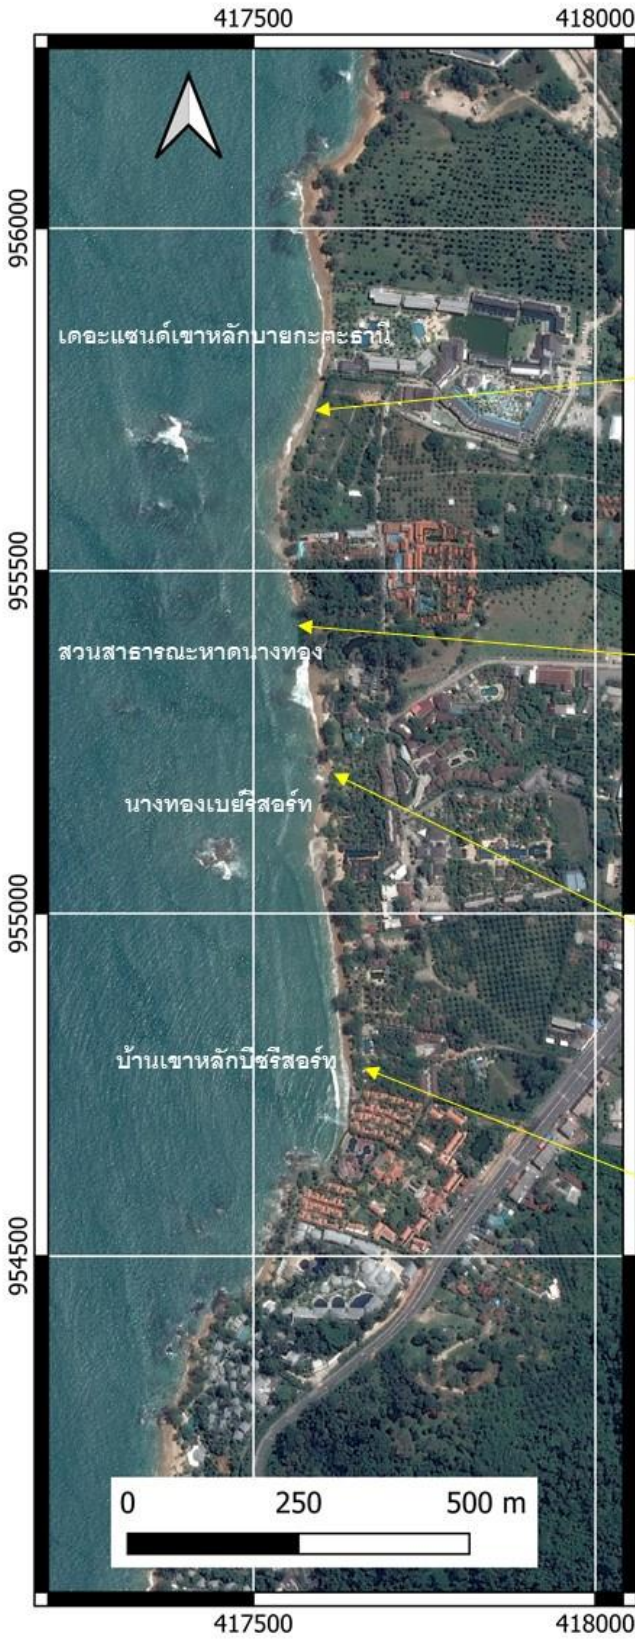 417500 418000
956000
เดอะแซนด์เขาหลักบายกะตะธานี
955500
สวนสาธารณะหาดนางทอง
นางทองเบย์รีสอร์ท
955000
บ้านเขาหลักบีชรีสอร์ท
954500
0 250 500 m
417500 418000